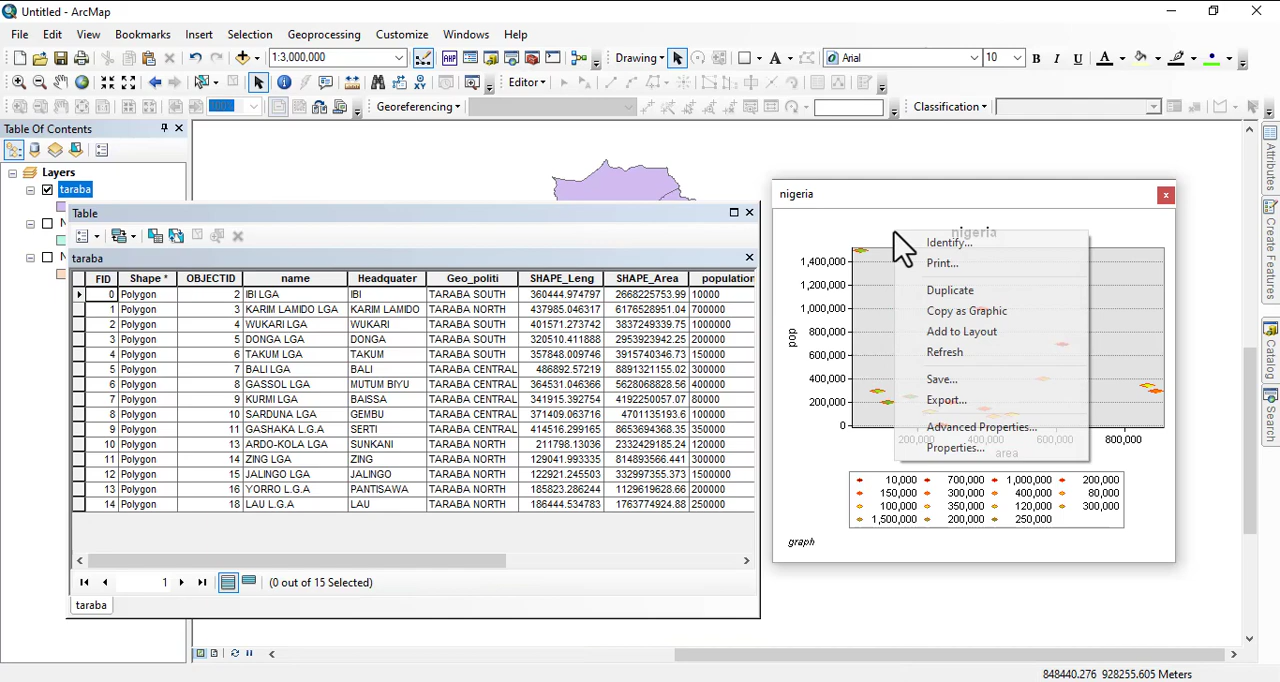 Untitled - ArcMap
File Edit View Bookmarks Insert Selection Geoprocessing Customize Windows Help
1:3,000,000 Drawing Arial 10 B I U A
Editor
100% Georeferencing Classification
Table Of Contents
Layers
taraba
N
Table
taraba
FID Shape * OBJECTID name Headquater Geo_politi SHAPE_Leng SHAPE_Area population
0 Polygon 2 IBI LGA IBI TARABA SOUTH 360444.974797 2668225753.99 10000
1 Polygon 3 KARIM LAMIDO LGA KARIM LAMIDO TARABA NORTH 437985.046317 6176528951.04 700000
2 Polygon 4 WUKARI LGA WUKARI TARABA SOUTH 401571.273742 3837249339.75 1000000
3 Polygon 5 DONGA LGA DONGA TARABA SOUTH 320510.411888 2953923942.25 200000
4 Polygon 6 TAKUM LGA TAKUM TARABA SOUTH 357848.009746 3915740346.73 150000
5 Polygon 7 BALI LGA BALI TARABA CENTRAL 486892.57219 8891321155.02 300000
6 Polygon 8 GASSOL LGA MUTUM BIYU TARABA CENTRAL 364531.046366 5628068828.56 400000
7 Polygon 9 KURMI LGA BAISSA TARABA CENTRAL 341915.352753 4192250057.07 80000
8 Polygon 10 SARDUNA LGA GEMBU TARABA CENTRAL 371409.063716 4701135193.6 100000
9 Polygon 11 GASHAKA L.G'A SERTI TARABA CENTRAL 414516.299165 8653694368.35 350000
10 Polygon 13 ARDO-KOLA LGA SUNKANI TARABA NORTH 211795.13036 2332429185.24 120000
11 Polygon 14 ZING LGA ZING TARABA NORTH 129041.993335 814893566.441 300000
12 Polygon 15 JALINGO LGA JALINGO TARABA NORTH 122921.245503 332997355.373 1500000
13 Polygon 16 YORRO L.G.A PANTISAWA TARABA NORTH 185823.286244 1129619628.66 200000
14 Polygon 18 LAU L.G.A LAU TARABA NORTH 186444.534783 1763774924.88 250000
1 (0 out of 15 Selected)
taraba
nigeria
nigeria
Identify...
Print...
Duplicate
Copy as Graphic
Add to Layout
Refresh
Save...
Export...
Advanced Properties...
Properties...
pop
1,400,000
1,200,000
1,000,000
800,000
600,000
400,000
200,000
0
200,000 400,000 600,000 800,000
area
10,000 700,000 1,000,000 200,000
150,000 300,000 400,000 80,000
100,000 350,000 120,000 300,000
1,500,000 200,000 250,000
graph
Attributes
Create Features
Catalog
Search
848440.276 928255.605 Meters